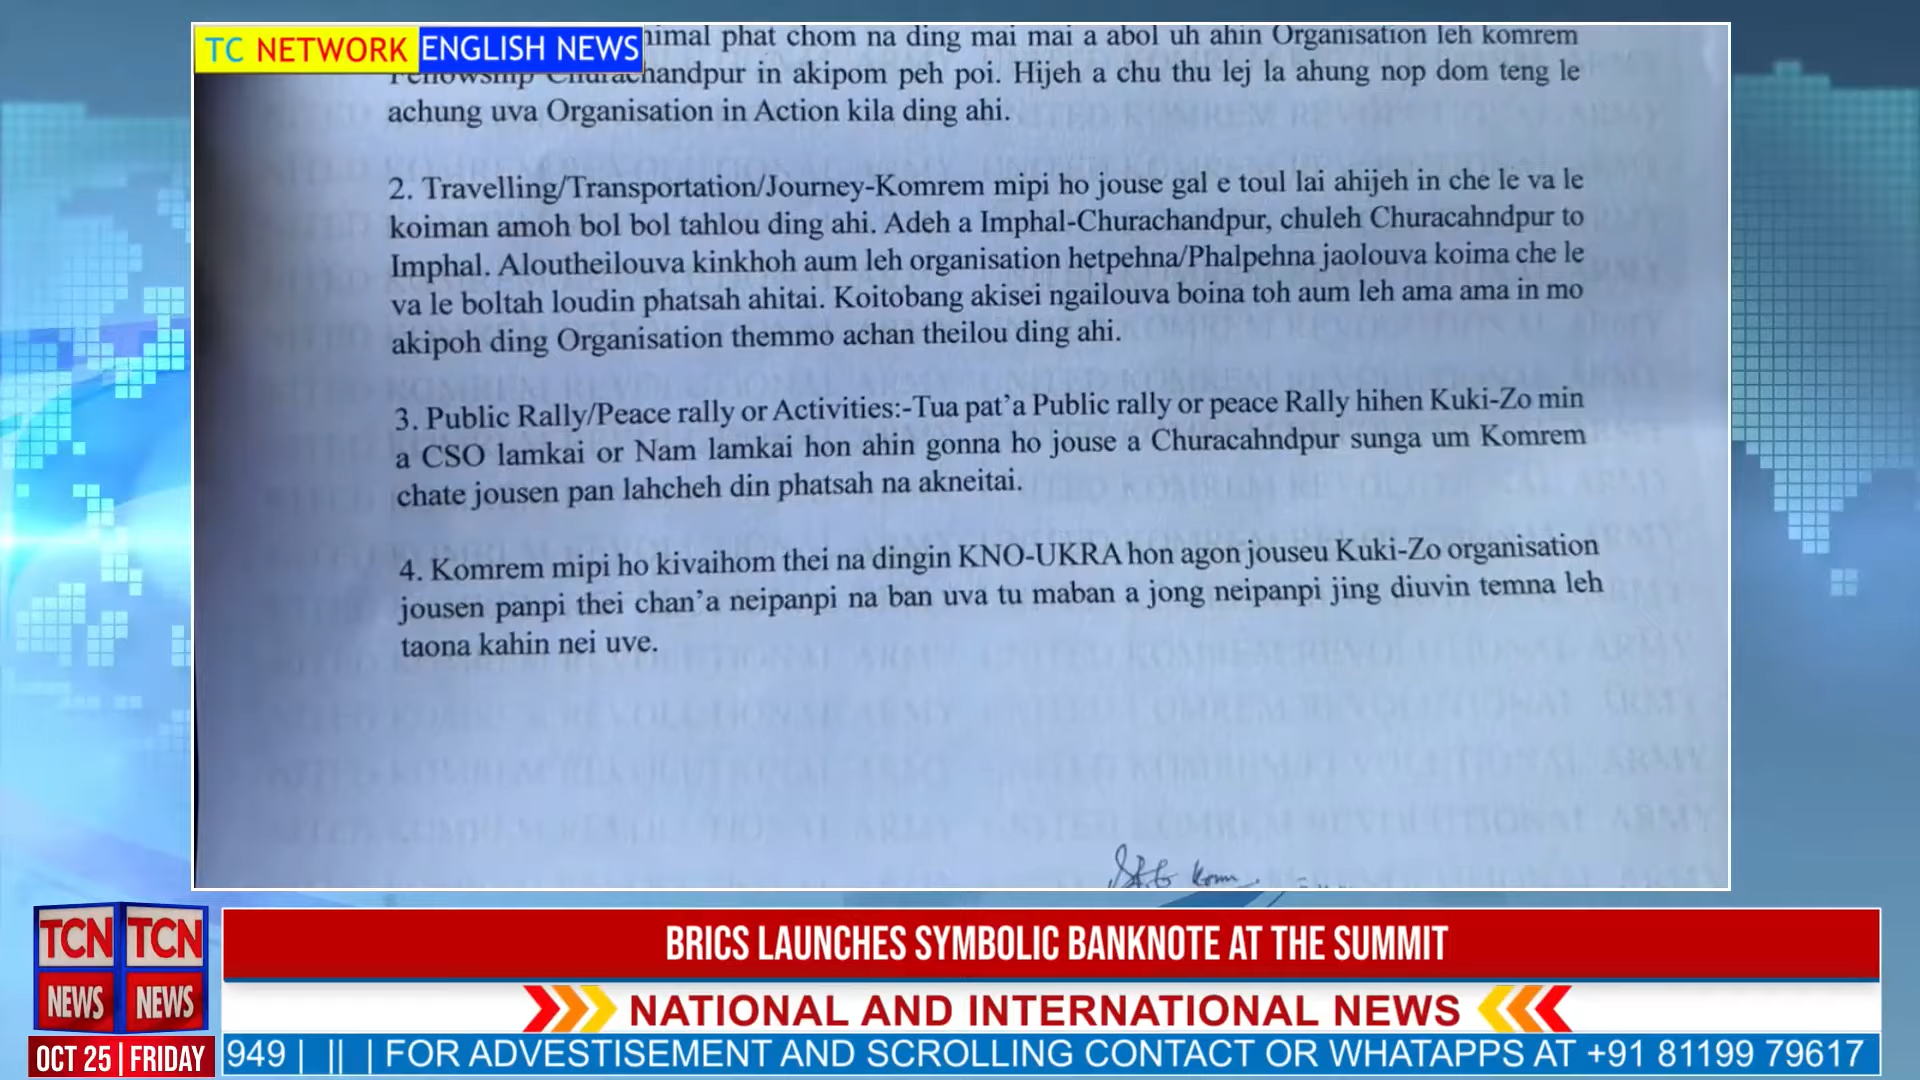 TC NETWORK ENGLISH NEWS
nimal phat chom na ding mai mai a abol uh ahin Organisation leh komrem
Fellowship Churachandpur in akipom peh poi. Hijeh a chu thu lej la ahung nop dom teng le
achung uva Organisation in Action kila ding ahi.
2. Travelling/Transportation/Journey-Komrem mipi ho jouse gal e toul lai ahijeh in che le va le
koiman amoh bol bol tahlou ding ahi. Adeh a Imphal-Churachandpur, chuleh Churacahndpur to
Imphal. Aloutheilouva kinkhoh aum leh organisation hetpehna/Phalpehna jaolouva koima che le
va le boltah loudin phatsah ahitai. Koitobang akisei ngailouva boina toh aum leh ama ama in mo
akipoh ding Organisation themmo achan theilou ding ahi.
3. Public Rally/Peace rally or Activities:-Tua pat’a Public rally or peace Rally hihen Kuki-Zo min
a CSO lamkai or Nam lamkai hon ahin gonna ho jouse a Churacahndpur sunga um Komrem
chate jousen pan lahcheh din phatsah na akneitai.
4. Komrem mipi ho kivaihom thei na dingin KNO-UKRA hon agon jouseu Kuki-Zo organisation
jousen panpi thei chan’a neipanpi na ban uva tu maban a jong neipanpi jing diuvin temna leh
taona kahin nei uve.
UNITED KOMREM REVOLUTIONAL ARMY
Kom
TCN TCN
NEWS NEWS
BRICS LAUNCHES SYMBOLIC BANKNOTE AT THE SUMMIT
NATIONAL AND INTERNATIONAL NEWS
OCT 25 | FRIDAY
949 | || | FOR ADVESTISEMENT AND SCROLLING CONTACT OR WHATAPPS AT +91 81199 79617